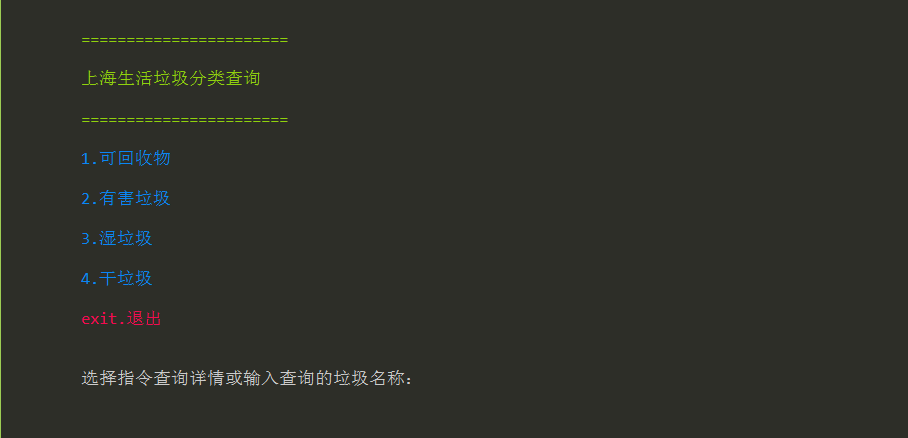 =======================
上海生活垃圾分类查询
=======================
1.可回收物
2.有害垃圾
3.湿垃圾
4.干垃圾
exit.退出
选择指令查询详情或输入查询的垃圾名称: